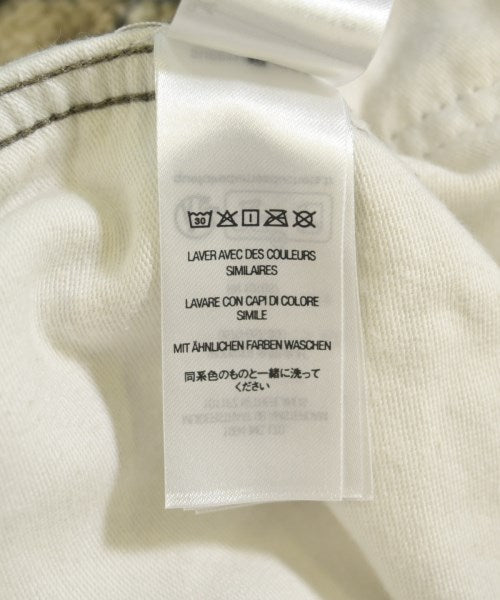 30
LAVER AVEC DES COULEURS
SIMILAIRES
LAVARE CON CAPI DI COLORE
SIMILE
MIT ÄHNLICHEN FARBEN WASCHEN
同系色のものと一緒に洗って
ください